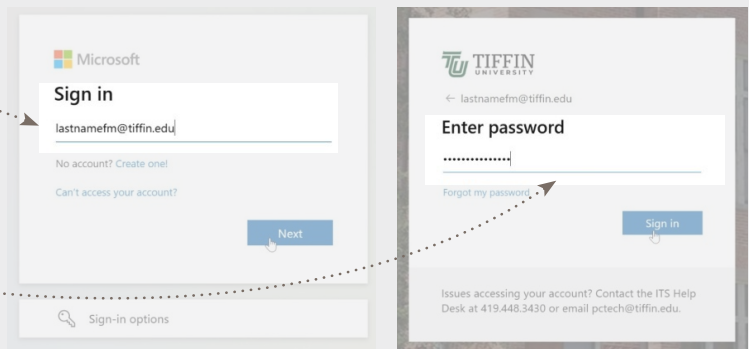 Microsoft
Sign in
lastnamefm@tiffin.edu
No account? Create one!
Can't access your account?
Next
Sign-in options
TU TIFFIN
UNIVERSITY
← lastnamefm@tiffin.edu
Enter password
•••••••••••••••
Forgot my password
Sign in
Issues accessing your account? Contact the ITS Help
Desk at 419.448.3430 or email pctech@tiffin.edu.